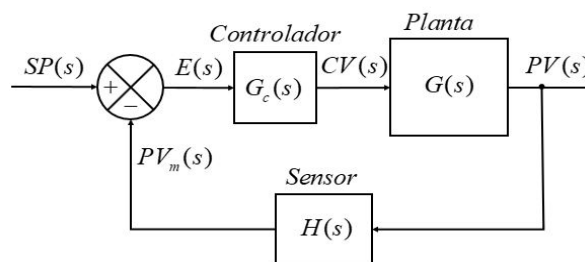 Controlador
Planta
SP(s)
+
−
E(s)
G_c(s)
CV(s)
G(s)
PV(s)
PV_m(s)
Sensor
H(s)